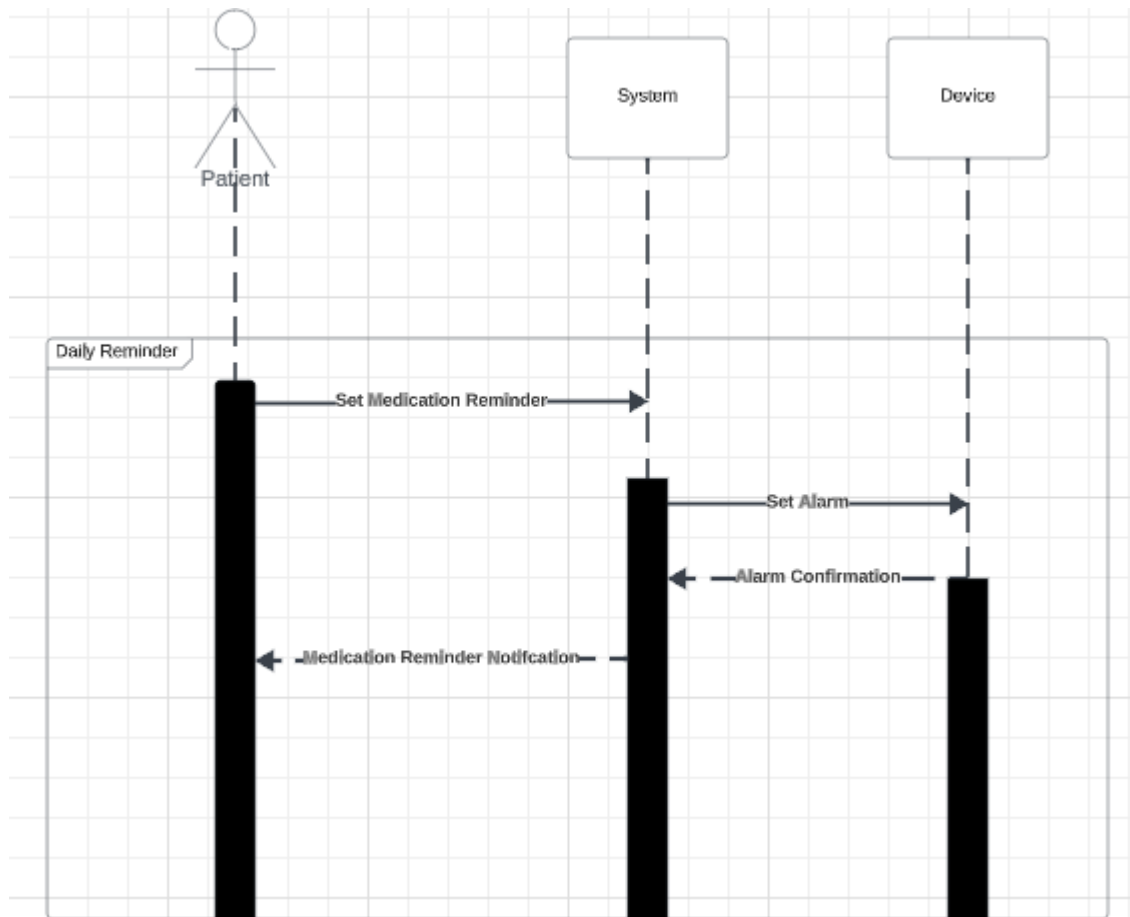 System
Device
Patient
Daily Reminder
Set Medication Reminder
Set Alarm
Alarm Confirmation
Medication Reminder Notifcation